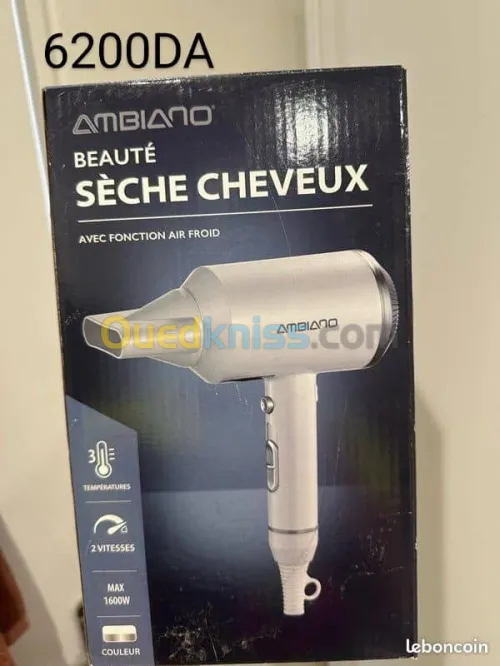 6200DA
AMBIANO
BEAUTÉ
SÈCHE CHEVEUX
AVEC FONCTION AIR FROID
AMBIANO
Ouedkniss.com
3
TEMPÉRATURES
2 VITESSES
MAX
1600W
COULEUR
leboncoin